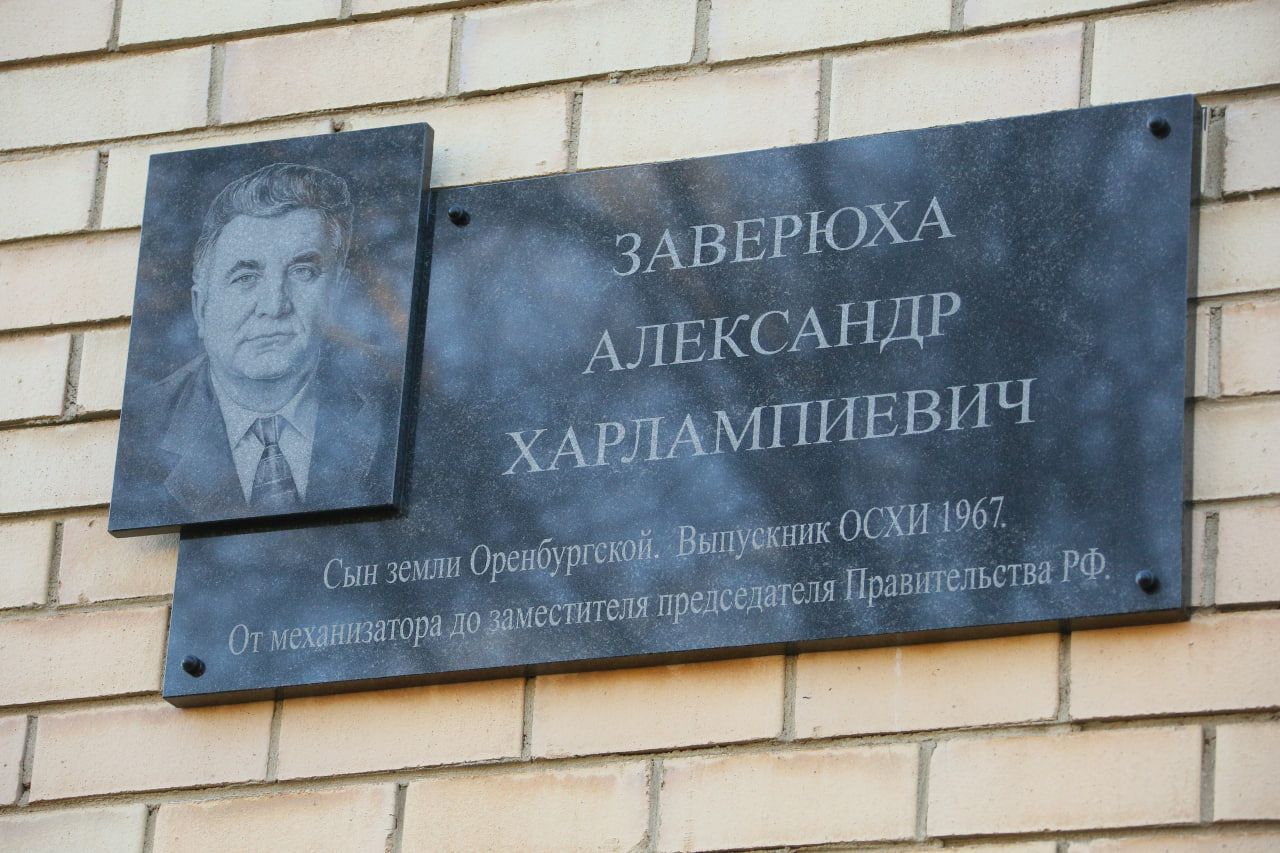 ЗАВЕРЮХА
АЛЕКСАНДР
ХАРЛАМПИЕВИЧ
Сын земли Оренбургской. Выпускник ОСХИ 1967.
От механизатора до заместителя председателя Правительства РФ.